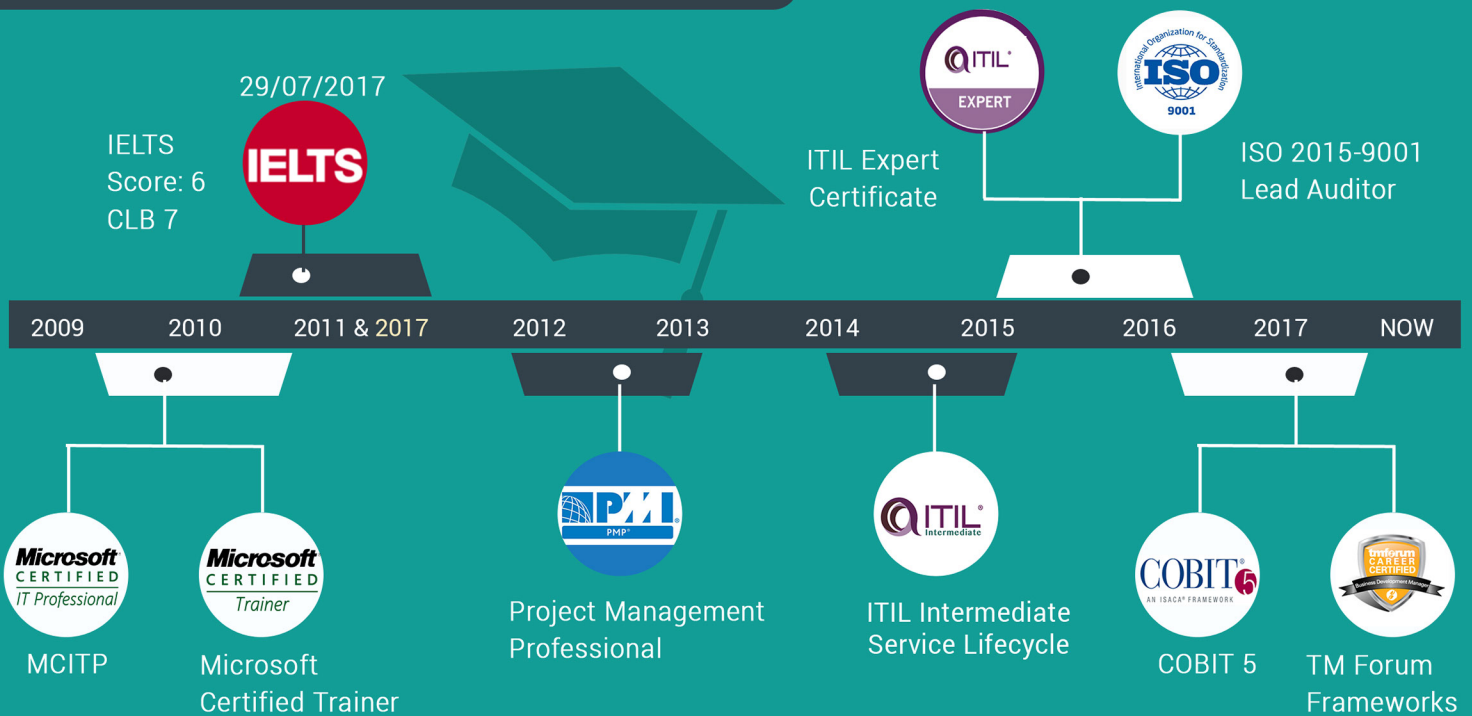 29/07/2017
IELTS
Score: 6
CLB 7
IELTS
ITIL®
EXPERT
ITIL Expert
Certificate
International Organization for Standardization
ISO
9001
ISO 2015-9001
Lead Auditor
2009 2010 2011 & 2017 2012 2013 2014 2015 2016 2017 NOW
Microsoft
CERTIFIED
IT Professional
MCITP
Microsoft
CERTIFIED
Trainer
Microsoft
Certified Trainer
PMI®
PMP®
Project Management
Professional
ITIL®
Intermediate
ITIL Intermediate
Service Lifecycle
COBIT® 5
AN ISACA® FRAMEWORK
COBIT 5
tmforum
CAREER
CERTIFIED
Business Development Manager
TM Forum
Frameworks